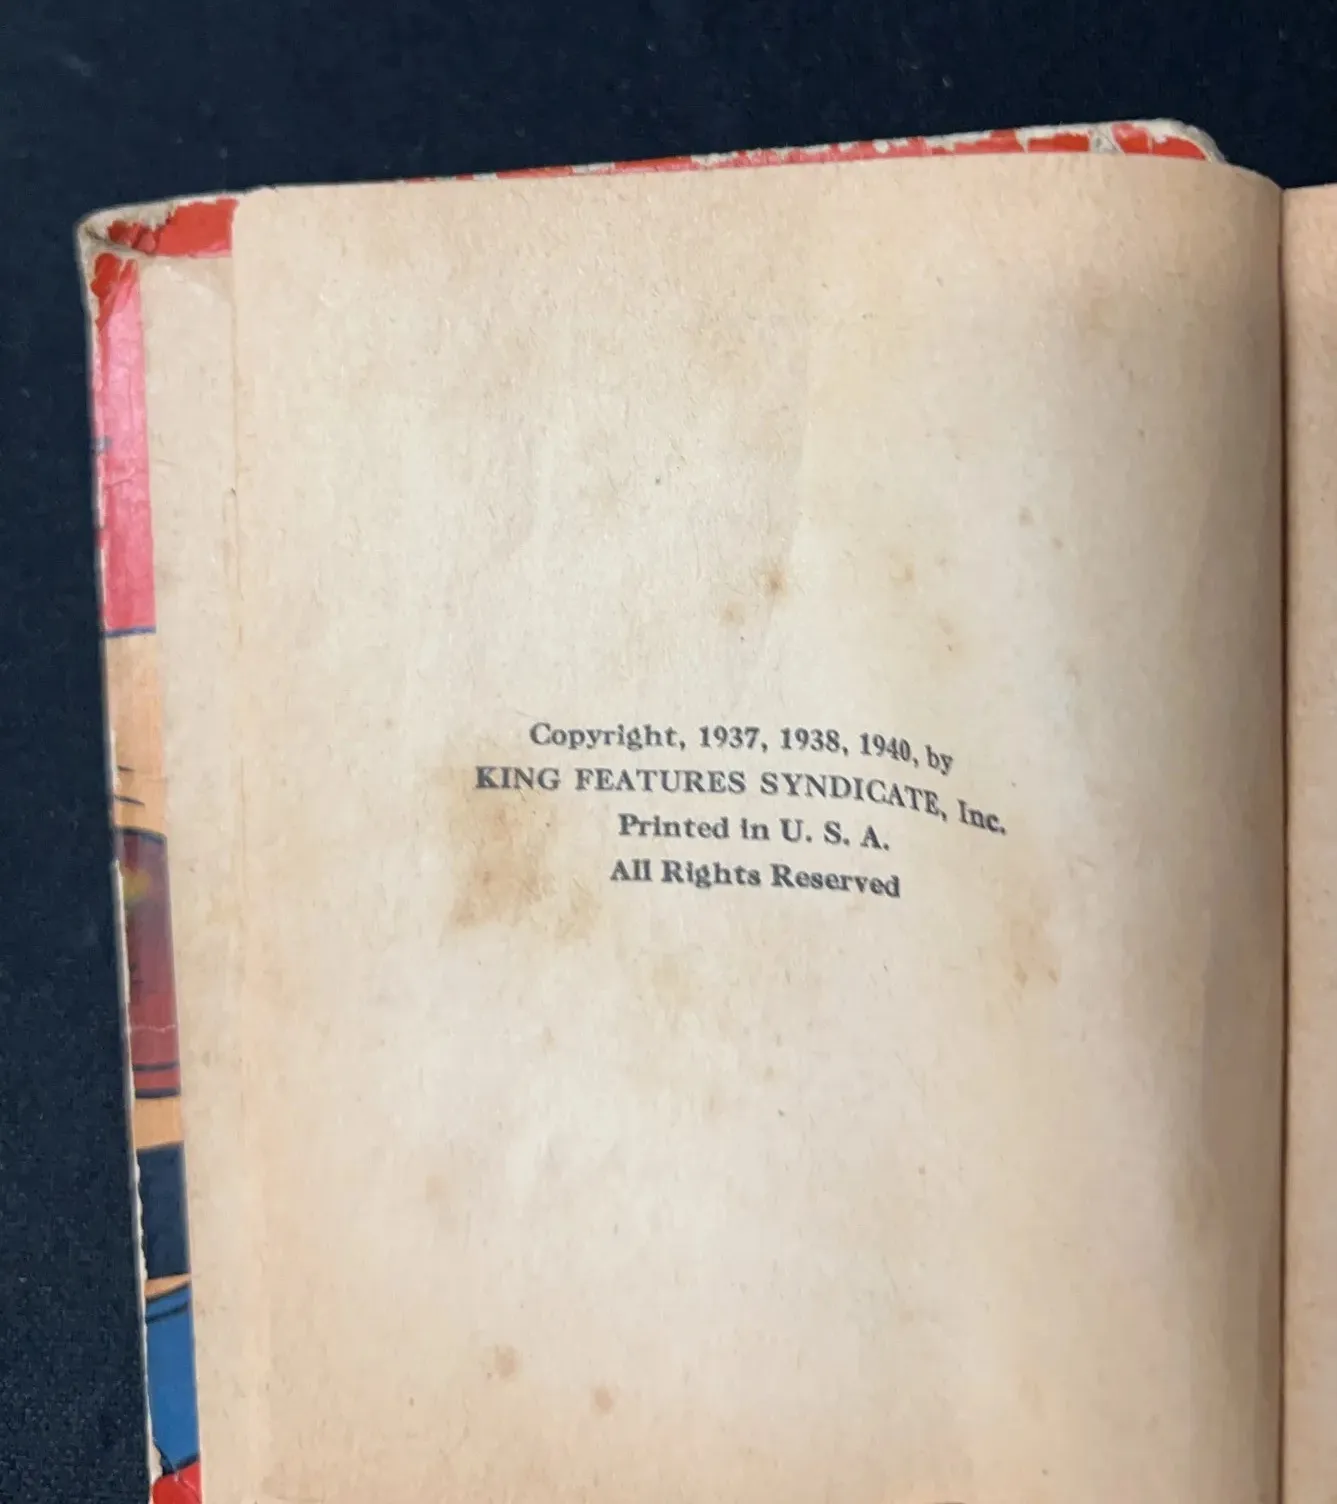 Copyright, 1937, 1938, 1940, by
KING FEATURES SYNDICATE, Inc.
Printed in U. S. A.
All Rights Reserved